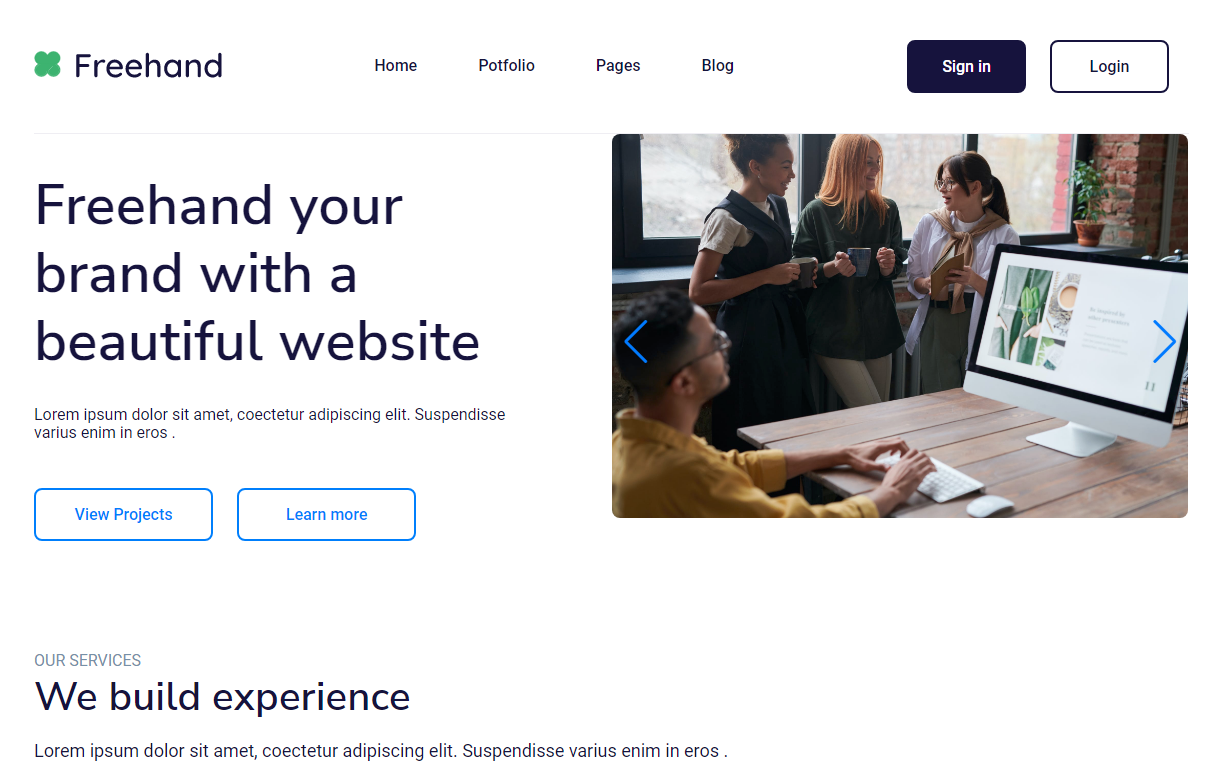 Freehand
Home Potfolio Pages Blog
Sign in Login
Freehand your
brand with a
beautiful website
Lorem ipsum dolor sit amet, coectetur adipiscing elit. Suspendisse
varius enim in eros .
View Projects Learn more
11
OUR SERVICES
We build experience
Lorem ipsum dolor sit amet, coectetur adipiscing elit. Suspendisse varius enim in eros .